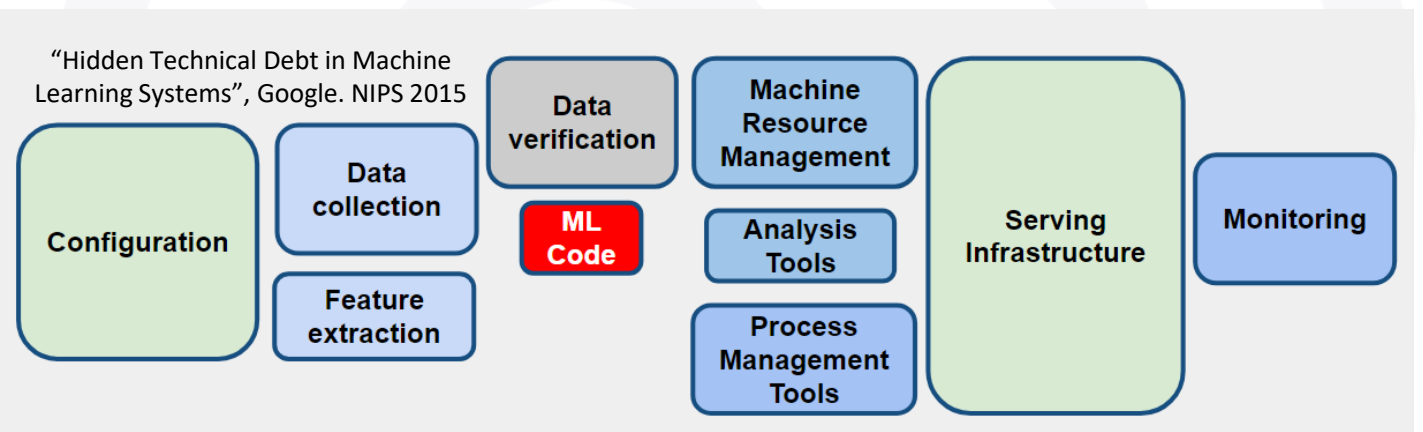 “Hidden Technical Debt in Machine
Learning Systems”, Google. NIPS 2015
Configuration
Data
collection
Feature
extraction
Data
verification
ML
Code
Machine
Resource
Management
Analysis
Tools
Process
Management
Tools
Serving
Infrastructure
Monitoring